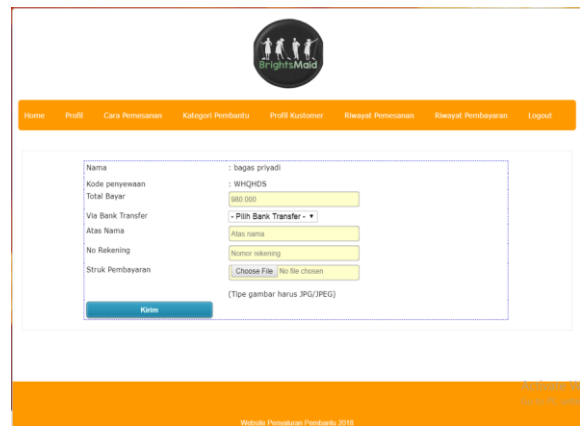 BrightsMaid
Home Profil Cara Pemesanan Kategori Pembantu Profil Kustomer Riwayat Pemesanan Riwayat Pembayaran Logout
Nama : bagas priyadi
Kode penyewaan : WHQHDS
Total Bayar 980.000
Via Bank Transfer - Pilih Bank Transfer -
Atas Nama Atas nama
No Rekening Nomor rekening
Struk Pembayaran Choose File No file chosen
(Tipe gambar harus JPG/JPEG)
Kirim
Website Penyaluran Pembantu 2018